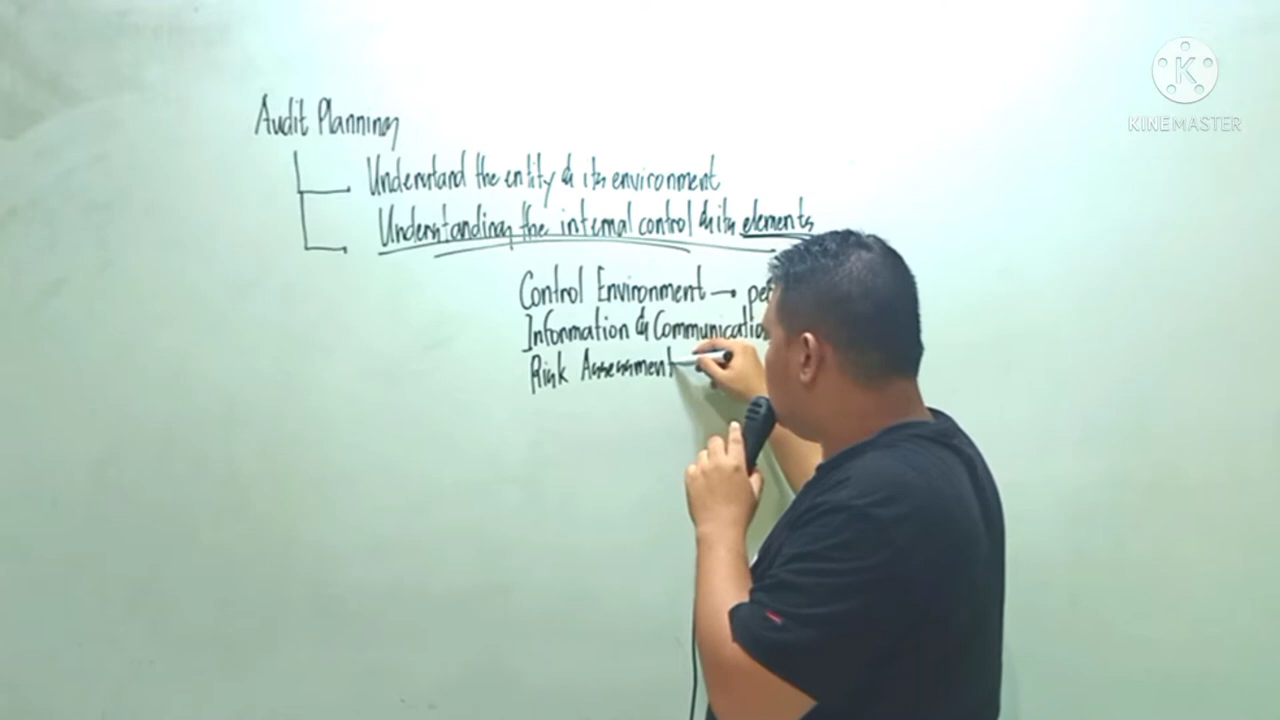 Audit Planning
Understand the entity & its environment
Understanding the internal control & its elements
Control Environment →
Information & Communication
Risk Assessment
K
KINEMASTER